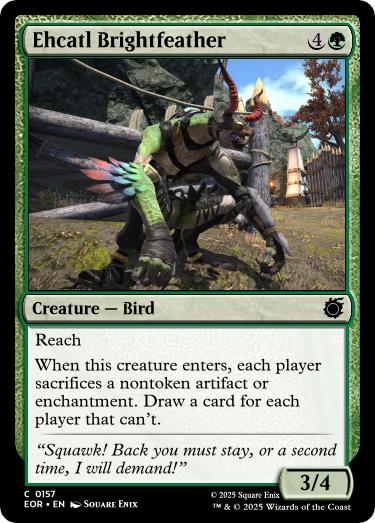 Ehcatl Brightfeather 4
Creature — Bird
Reach
When this creature enters, each player
sacrifices a nontoken artifact or
enchantment. Draw a card for each
player that can't.
“Squawk! Back you must stay, or a second
time, I will demand!”
3/4
C 0157
EOR • EN SQUARE ENIX
© 2025 Square Enix
™ & © 2025 Wizards of the Coast